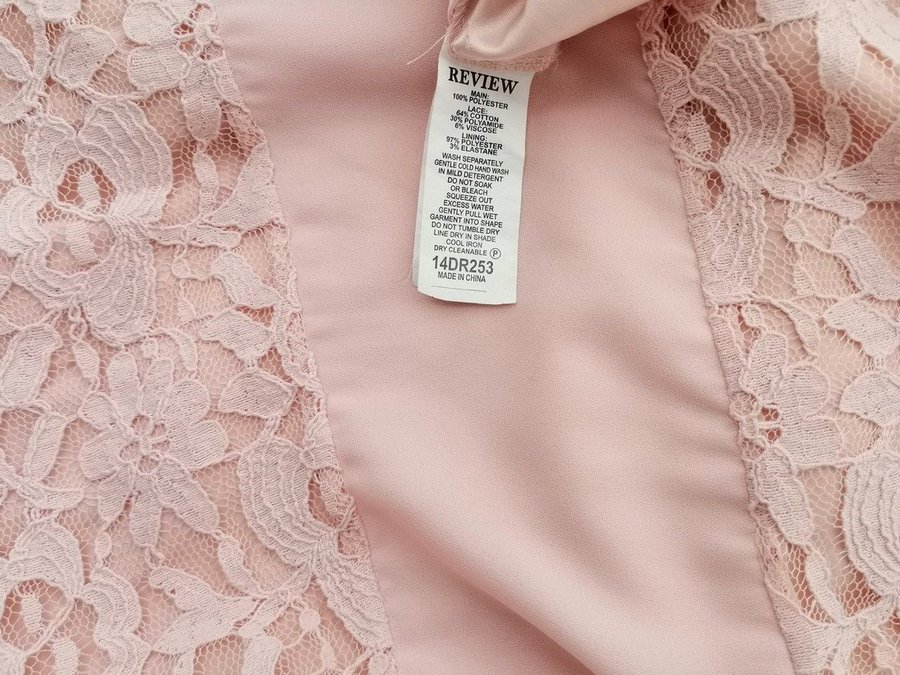 REVIEW
MAIN:
100% POLYESTER
LACE:
64% COTTON
30% POLYAMIDE
6% VISCOSE
LINING:
97% POLYESTER
3% ELASTANE
WASH SEPARATELY
GENTLE COLD HAND WASH
IN MILD DETERGENT
DO NOT SOAK
OR BLEACH
SQUEEZE OUT
EXCESS WATER
GENTLY PULL WET
GARMENT INTO SHAPE
DO NOT TUMBLE DRY
LINE DRY IN SHADE
COOL IRON
DRY CLEANABLE Ⓟ
14DR253
MADE IN CHINA